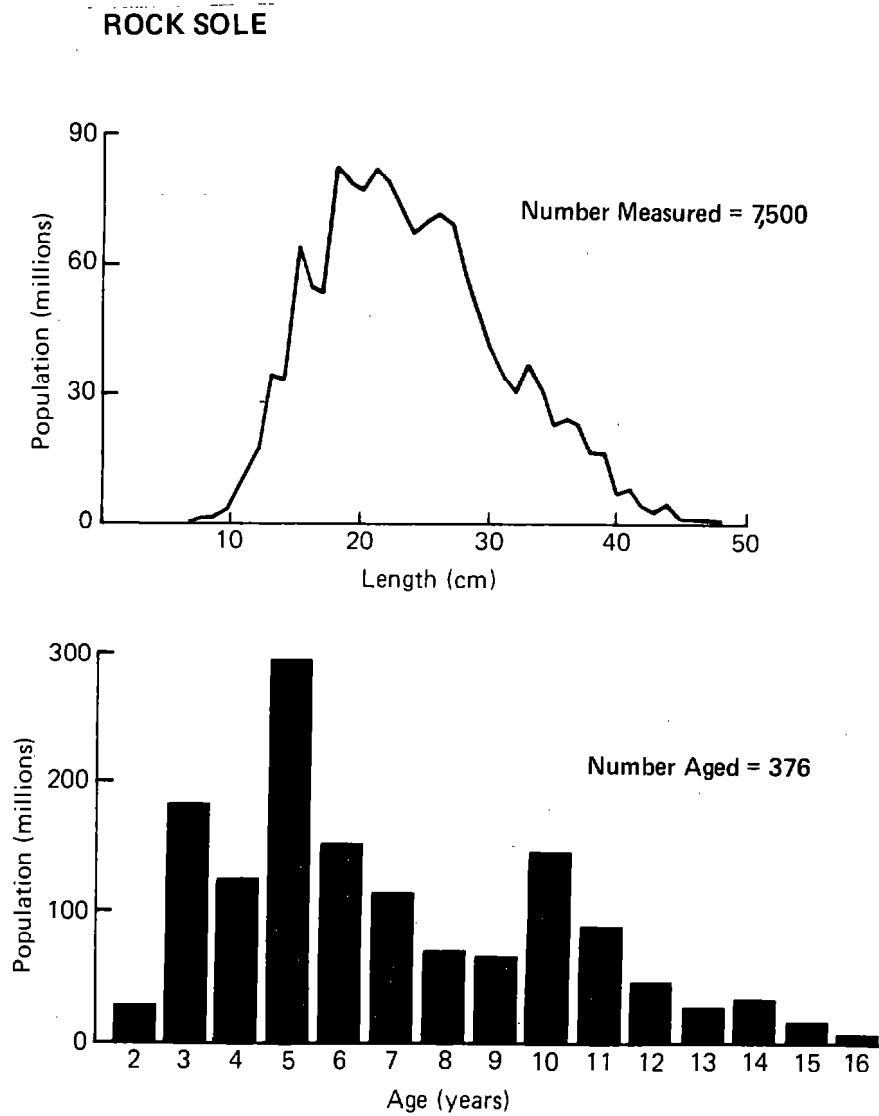 ROCK SOLE
90
60
30
0
Population (millions)
Number Measured = 7,500
10 20 30 40 50
Length (cm)
300
200
100
0
Population (millions)
Number Aged = 376
2 3 4 5 6 7 8 9 10 11 12 13 14 15 16
Age (years)